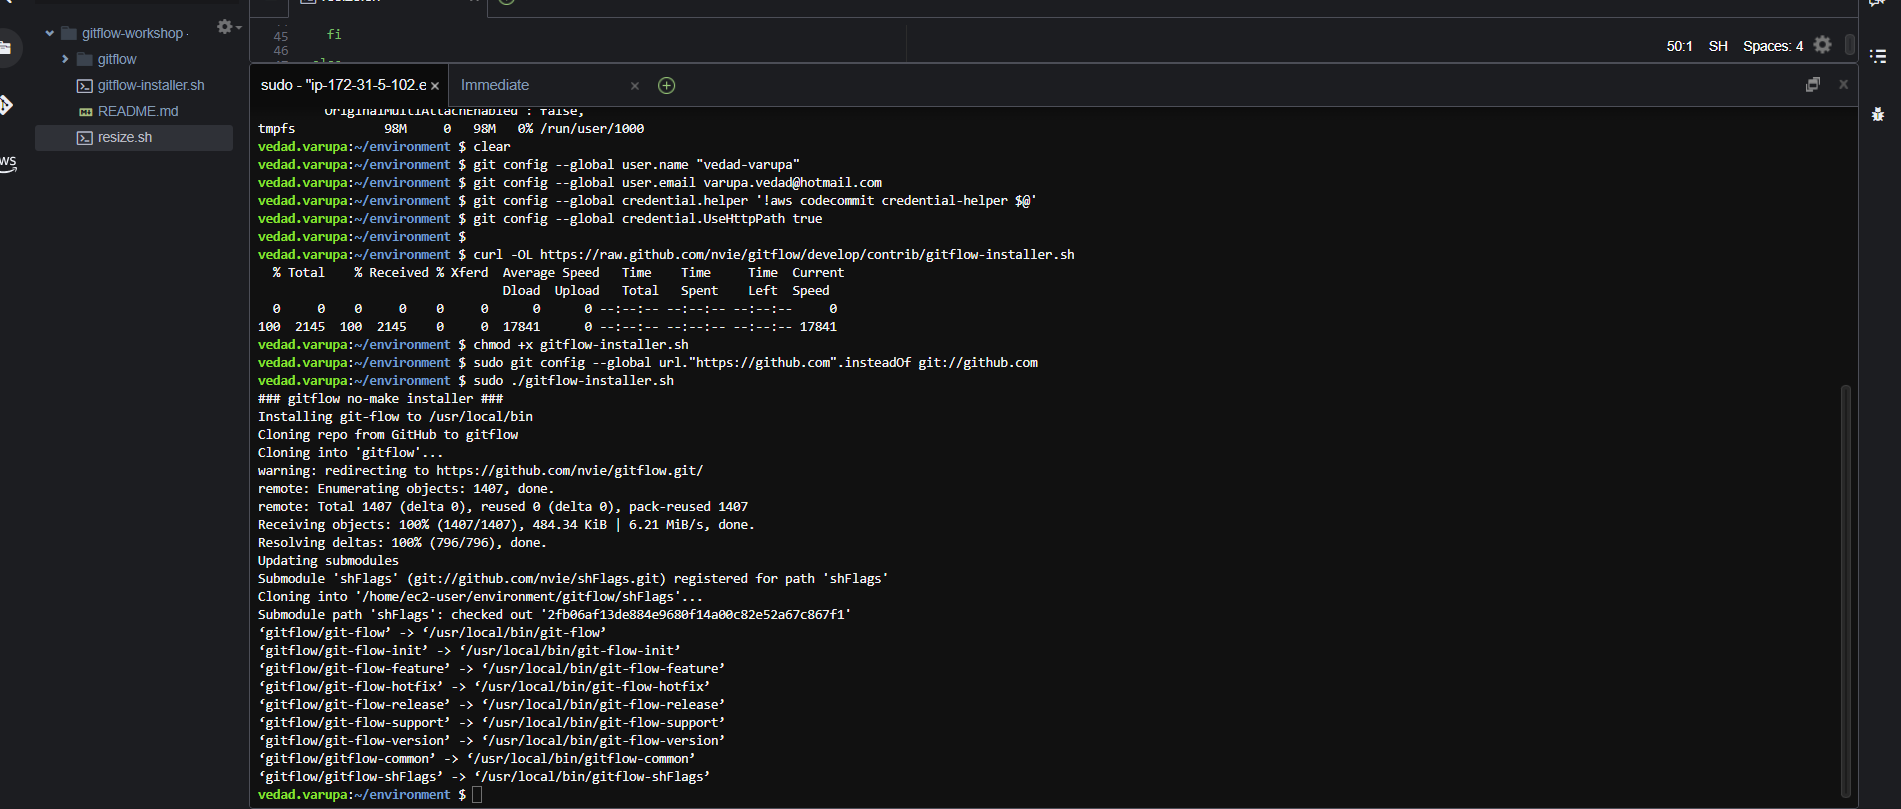 resize.sh
gitflow-workshop
gitflow
gitflow-installer.sh
README.md
resize.sh
ws
45 fi
46
50:1 SH Spaces: 4
sudo - "ip-172-31-5-102.e × Immediate ×
"OriginalMultiAttachEnabled": false,
tmpfs 98M 0 98M 0% /run/user/1000
vedad.varupa:~/environment $ clear
vedad.varupa:~/environment $ git config --global user.name "vedad-varupa"
vedad.varupa:~/environment $ git config --global user.email varupa.vedad@hotmail.com
vedad.varupa:~/environment $ git config --global credential.helper '!aws codecommit credential-helper $@'
vedad.varupa:~/environment $ git config --global credential.UseHttpPath true
vedad.varupa:~/environment $
vedad.varupa:~/environment $ curl -OL https://raw.github.com/nvie/gitflow/develop/contrib/gitflow-installer.sh
% Total % Received % Xferd Average Speed Time Time Time Current
Dload Upload Total Spent Left Speed
0 0 0 0 0 0 0 0 --:--:-- --:--:-- --:--:-- 0
100 2145 100 2145 0 0 17841 0 --:--:-- --:--:-- --:--:-- 17841
vedad.varupa:~/environment $ chmod +x gitflow-installer.sh
vedad.varupa:~/environment $ sudo git config --global url."https://github.com".insteadOf git://github.com
vedad.varupa:~/environment $ sudo ./gitflow-installer.sh
### gitflow no-make installer ###
Installing git-flow to /usr/local/bin
Cloning repo from GitHub to gitflow
Cloning into 'gitflow'...
warning: redirecting to https://github.com/nvie/gitflow.git/
remote: Enumerating objects: 1407, done.
remote: Total 1407 (delta 0), reused 0 (delta 0), pack-reused 1407
Receiving objects: 100% (1407/1407), 484.34 KiB | 6.21 MiB/s, done.
Resolving deltas: 100% (796/796), done.
Updating submodules
Submodule 'shFlags' (git://github.com/nvie/shFlags.git) registered for path 'shFlags'
Cloning into '/home/ec2-user/environment/gitflow/shFlags'...
Submodule path 'shFlags': checked out '2fb06af13de884e9680f14a00c82e52a67c867f1'
‘gitflow/git-flow’ -> ‘/usr/local/bin/git-flow’
‘gitflow/git-flow-init’ -> ‘/usr/local/bin/git-flow-init’
‘gitflow/git-flow-feature’ -> ‘/usr/local/bin/git-flow-feature’
‘gitflow/git-flow-hotfix’ -> ‘/usr/local/bin/git-flow-hotfix’
‘gitflow/git-flow-release’ -> ‘/usr/local/bin/git-flow-release’
‘gitflow/git-flow-support’ -> ‘/usr/local/bin/git-flow-support’
‘gitflow/git-flow-version’ -> ‘/usr/local/bin/git-flow-version’
‘gitflow/gitflow-common’ -> ‘/usr/local/bin/gitflow-common’
‘gitflow/gitflow-shFlags’ -> ‘/usr/local/bin/gitflow-shFlags’
vedad.varupa:~/environment $